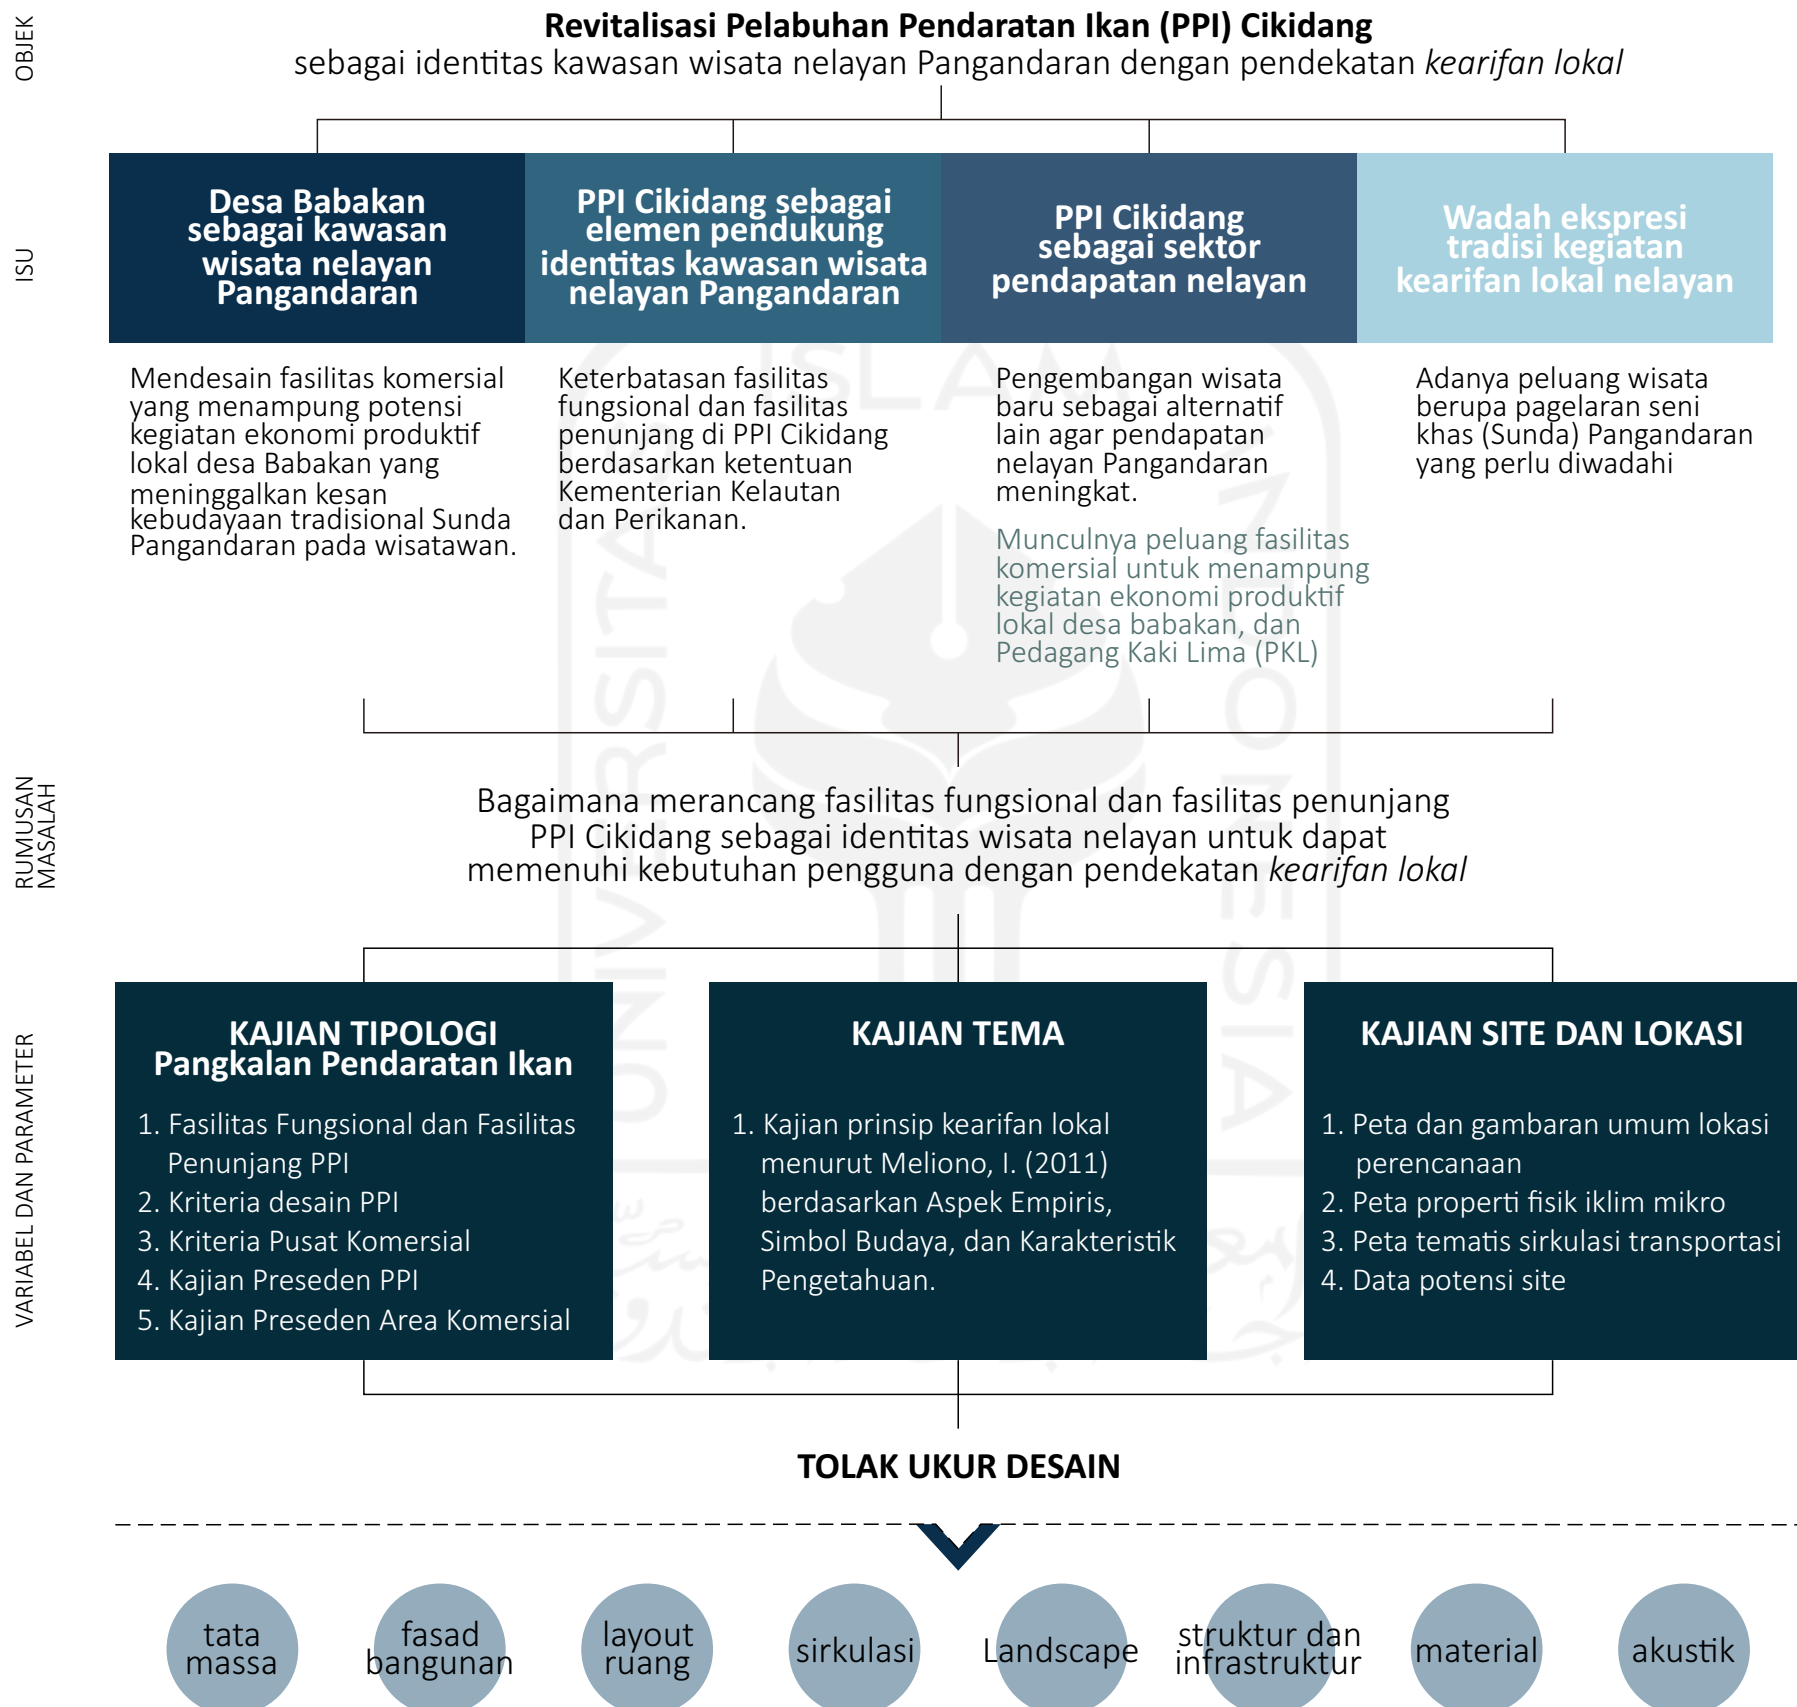 OBJEK
Revitalisasi Pelabuhan Pendaratan Ikan (PPI) Cikidang
sebagai identitas kawasan wisata nelayan Pangandaran dengan pendekatan kearifan lokal
ISU
Desa Babakan
sebagai kawasan
wisata nelayan
Pangandaran
PPI Cikidang sebagai
elemen pendukung
identitas kawasan wisata
nelayan Pangandaran
PPI Cikidang
sebagai sektor
pendapatan nelayan
Wadah ekspresi
tradisi kegiatan
kearifan lokal nelayan
Mendesain fasilitas komersial
yang menampung potensi
kegiatan ekonomi produktif
lokal desa Babakan yang
meninggalkan kesan
kebudayaan tradisional Sunda
Pangandaran pada wisatawan.
Keterbatasan fasilitas
fungsional dan fasilitas
penunjang di PPI Cikidang
berdasarkan ketentuan
Kementerian Kelautan
dan Perikanan.
Pengembangan wisata
baru sebagai alternatif
lain agar pendapatan
nelayan Pangandaran
meningkat.
Munculnya peluang fasilitas
komersial untuk menampung
kegiatan ekonomi produktif
lokal desa babakan, dan
Pedagang Kaki Lima (PKL)
Adanya peluang wisata
berupa pagelaran seni
khas (Sunda) Pangandaran
yang perlu diwadahi
UNIVERSITAS
ISLAM
INDONESIA
RUMUSAN
MASALAH
Bagaimana merancang fasilitas fungsional dan fasilitas penunjang
PPI Cikidang sebagai identitas wisata nelayan untuk dapat
memenuhi kebutuhan pengguna dengan pendekatan kearifan lokal
VARIABEL DAN PARAMETER
KAJIAN TIPOLOGI
Pangkalan Pendaratan Ikan
1. Fasilitas Fungsional dan Fasilitas
Penunjang PPI
2. Kriteria desain PPI
3. Kriteria Pusat Komersial
4. Kajian Preseden PPI
5. Kajian Preseden Area Komersial
KAJIAN TEMA
1. Kajian prinsip kearifan lokal
menurut Meliono, I. (2011)
berdasarkan Aspek Empiris,
Simbol Budaya, dan Karakteristik
Pengetahuan.
KAJIAN SITE DAN LOKASI
1. Peta dan gambaran umum lokasi
perencanaan
2. Peta properti fisik iklim mikro
3. Peta tematis sirkulasi transportasi
4. Data potensi site
TOLAK UKUR DESAIN
tata
massa
fasad
bangunan
layout
ruang
sirkulasi
Landscape
struktur dan
infrastruktur
material
akustik